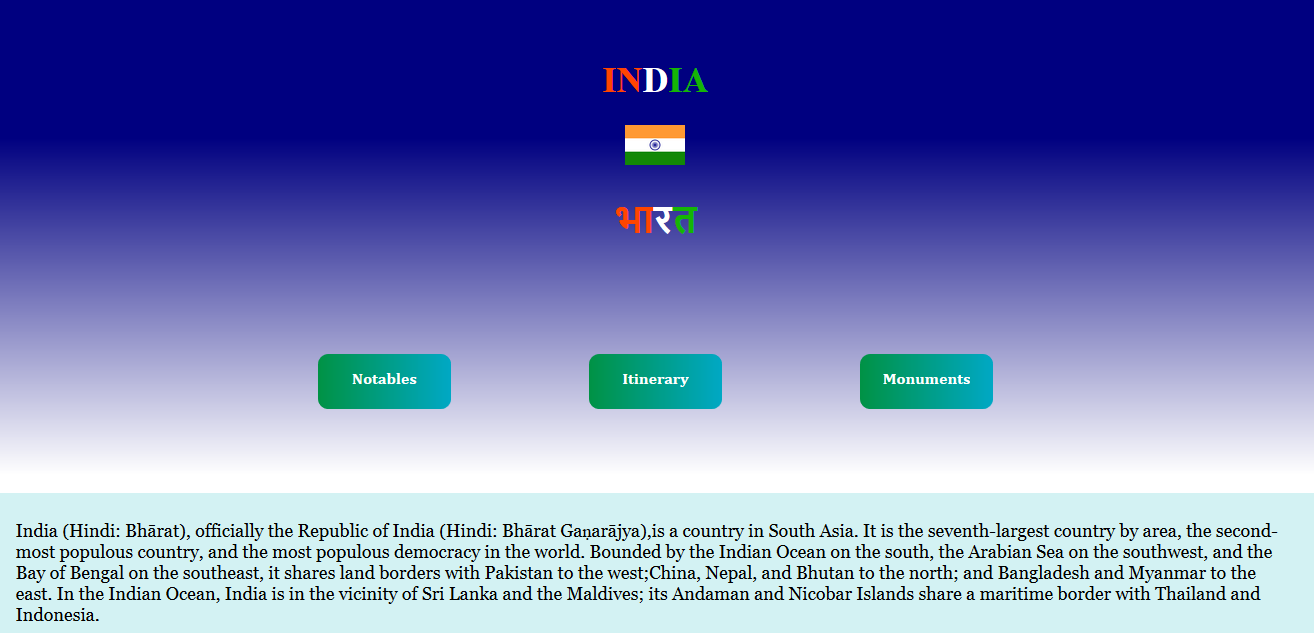 INDIA
भारत
Notables
Itinerary
Monuments
India (Hindi: Bhārat), officially the Republic of India (Hindi: Bhārat Gaṇarājya),is a country in South Asia. It is the seventh-largest country by area, the second-
most populous country, and the most populous democracy in the world. Bounded by the Indian Ocean on the south, the Arabian Sea on the southwest, and the
Bay of Bengal on the southeast, it shares land borders with Pakistan to the west;China, Nepal, and Bhutan to the north; and Bangladesh and Myanmar to the
east. In the Indian Ocean, India is in the vicinity of Sri Lanka and the Maldives; its Andaman and Nicobar Islands share a maritime border with Thailand and
Indonesia.